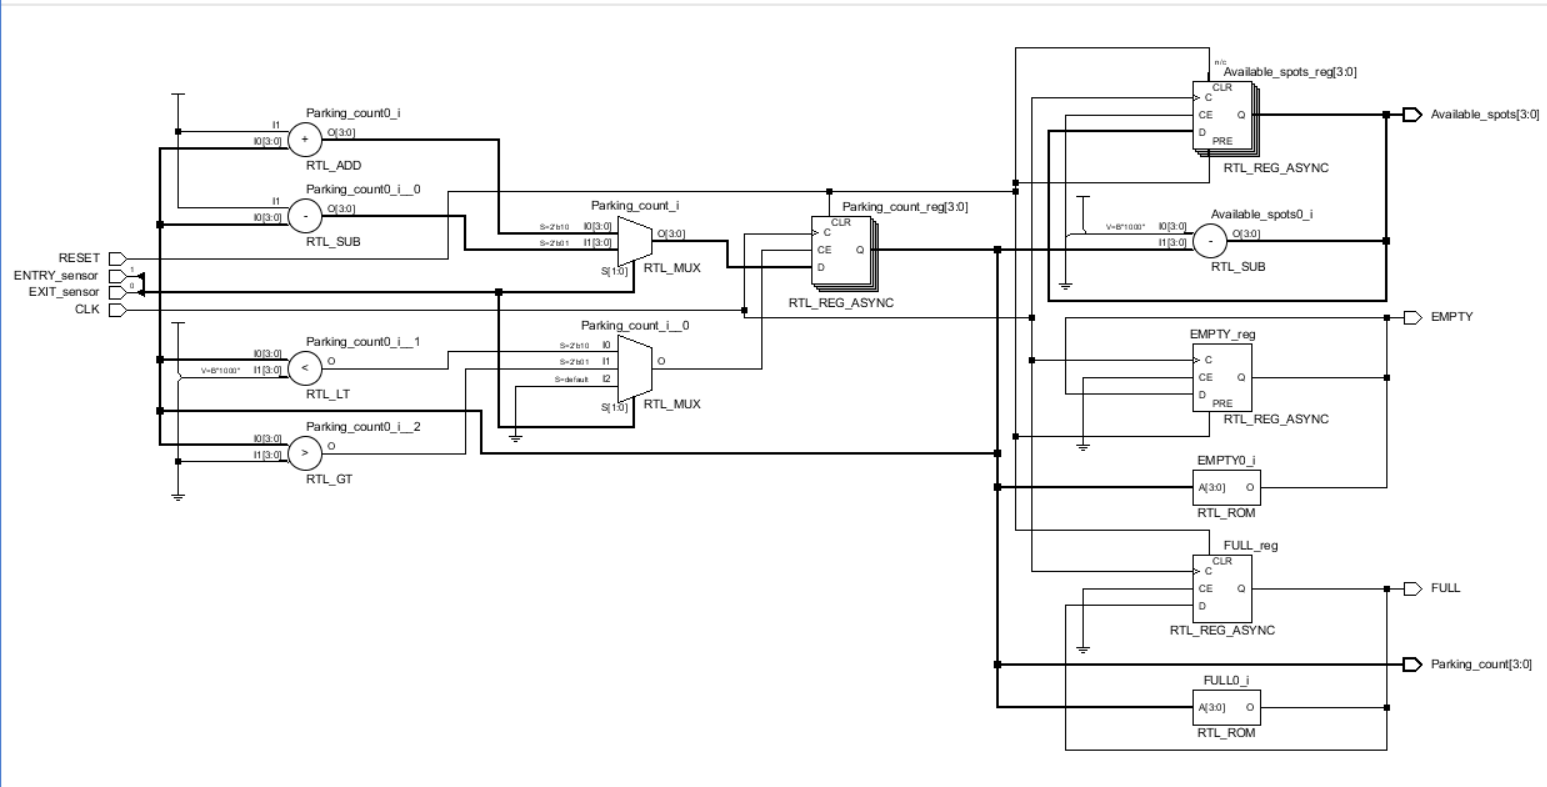 RESET
ENTRY_sensor
1
EXIT_sensor
0
CLK
Parking_count0_i
I1
I0[3:0]
+
O[3:0]
RTL_ADD
Parking_count0_i__0
I1
I0[3:0]
-
O[3:0]
RTL_SUB
Parking_count0_i__1
I0[3:0]
V=B"1000"
I1[3:0]
<
O
RTL_LT
Parking_count0_i__2
I0[3:0]
I1[3:0]
>
O
RTL_GT
Parking_count_i
S=2'b10
I0[3:0]
S=2'b01
I1[3:0]
O[3:0]
S[1:0]
RTL_MUX
Parking_count_i__0
S=2'b10
I0
S=2'b01
I1
S=default
I2
O
S[1:0]
RTL_MUX
Parking_count_reg[3:0]
CLR
C
CE
Q
D
RTL_REG_ASYNC
n/c
Available_spots_reg[3:0]
CLR
C
CE
Q
D
PRE
RTL_REG_ASYNC
Available_spots0_i
V=B"1000"
I0[3:0]
I1[3:0]
-
O[3:0]
RTL_SUB
EMPTY_reg
C
CE
Q
D
PRE
RTL_REG_ASYNC
EMPTY0_i
A[3:0]
O
RTL_ROM
FULL_reg
CLR
C
CE
Q
D
RTL_REG_ASYNC
FULL0_i
A[3:0]
O
RTL_ROM
Available_spots[3:0]
EMPTY
FULL
Parking_count[3:0]